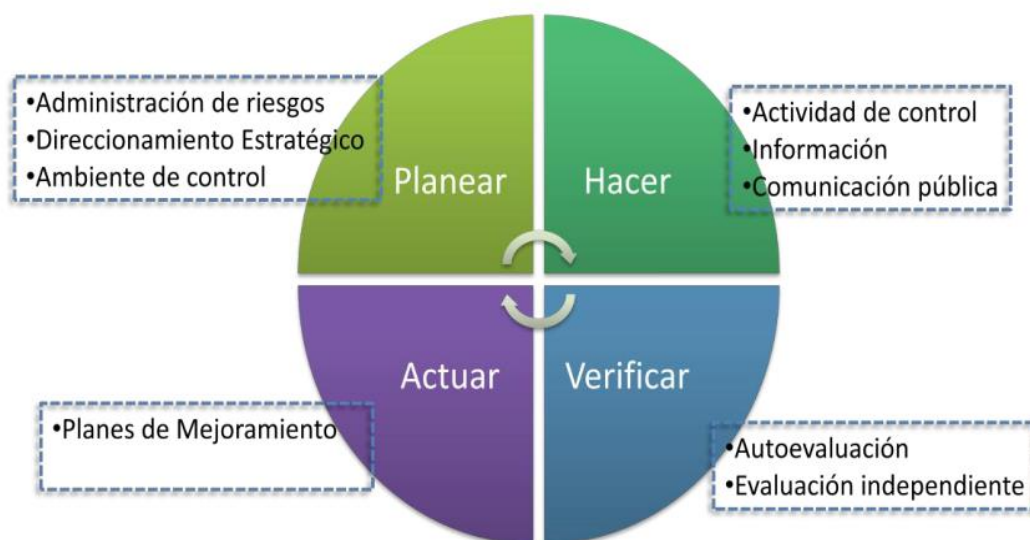 •Administración de riesgos
•Direccionamiento Estratégico
•Ambiente de control
Planear
Hacer
•Actividad de control
•Información
•Comunicación pública
Actuar
Verificar
•Planes de Mejoramiento
•Autoevaluación
•Evaluación independiente